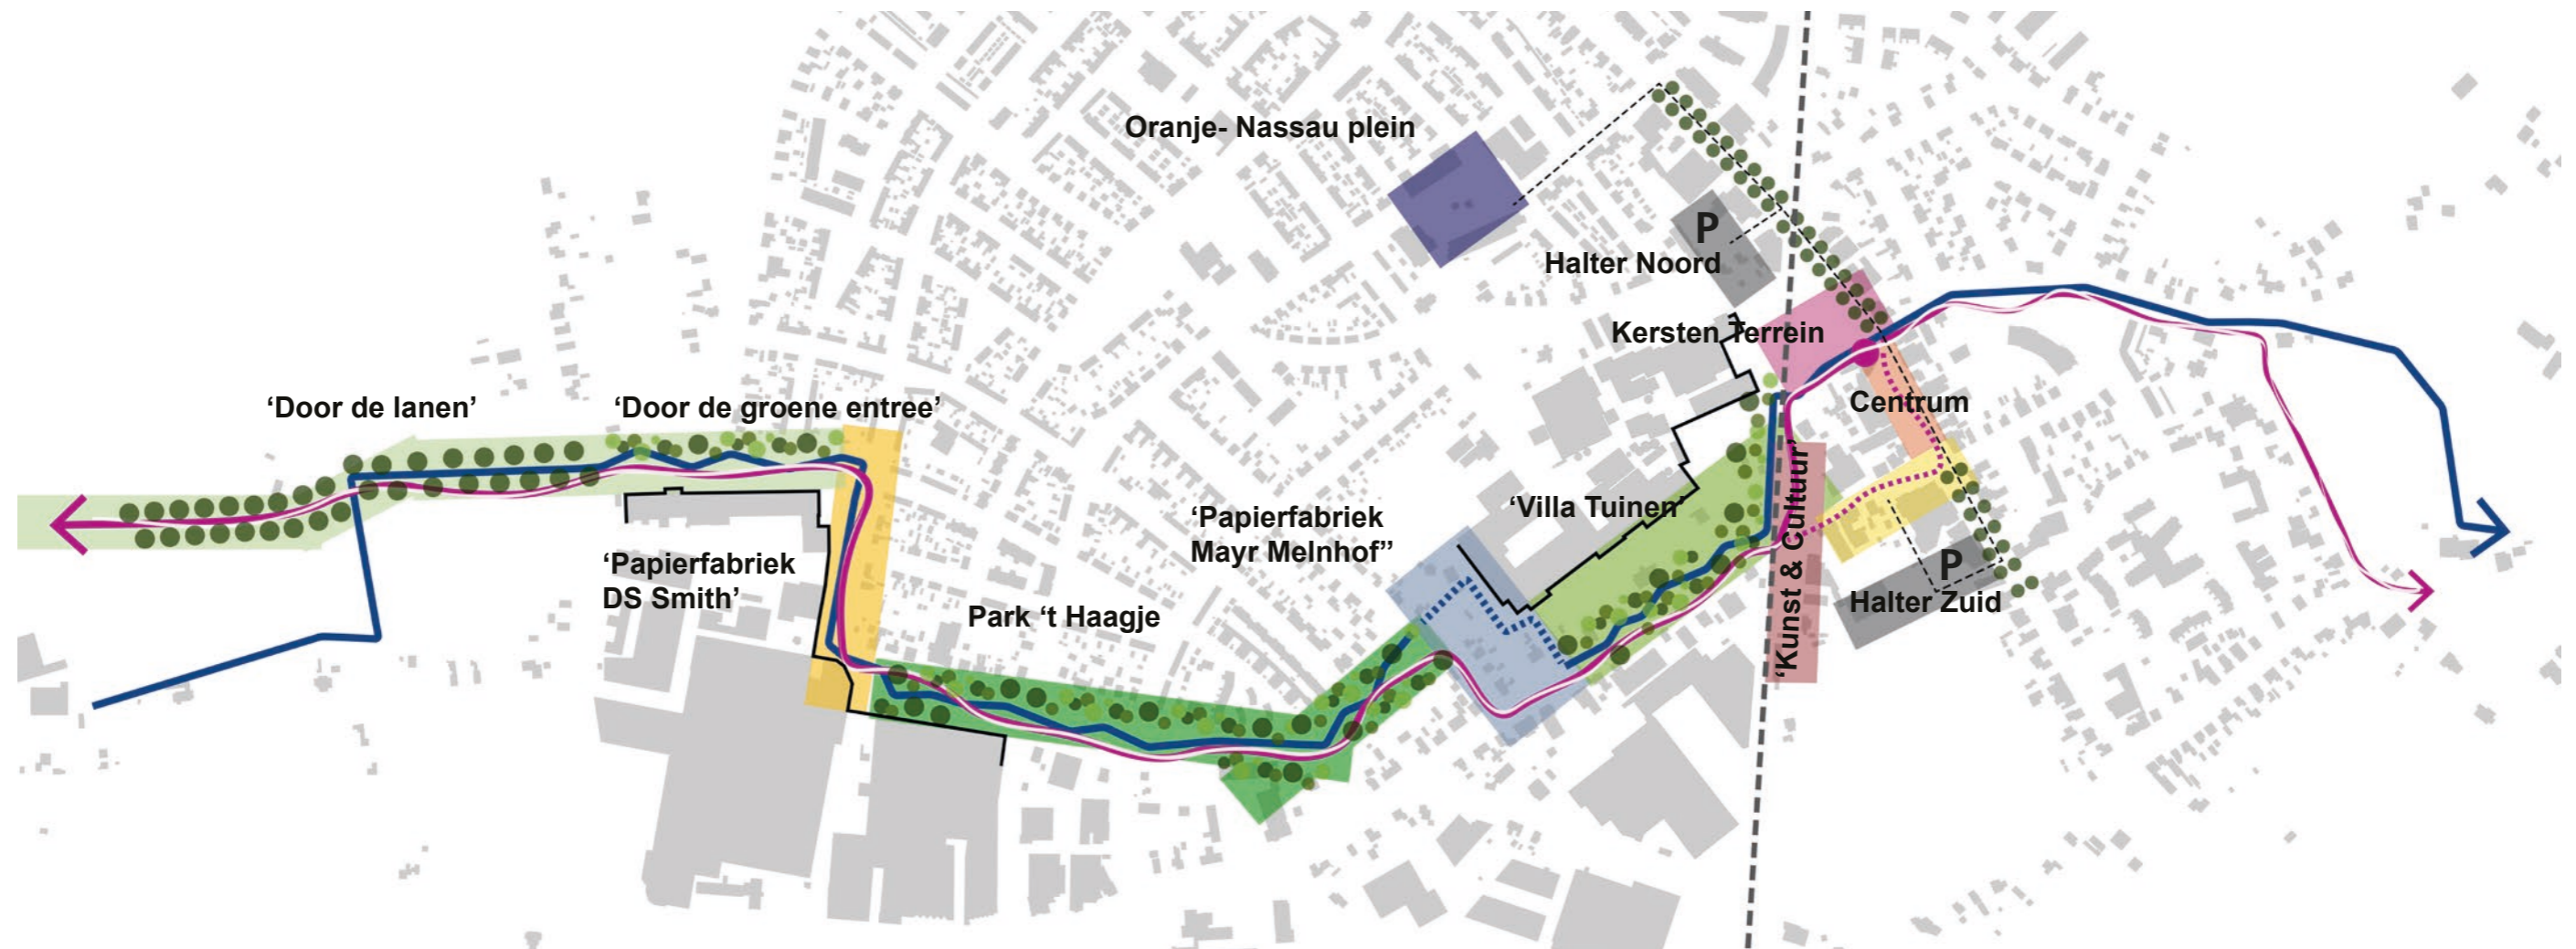 Oranje- Nassau plein
P
Halter Noord
Kersten Terrein
‘Door de lanen’
‘Door de groene entree’
Centrum
‘Papierfabriek
Mayr Melnhof’’
‘Villa Tuinen’
‘Kunst & Cultuur’
‘Papierfabriek
DS Smith’
Park ‘t Haagje
P
Halter Zuid